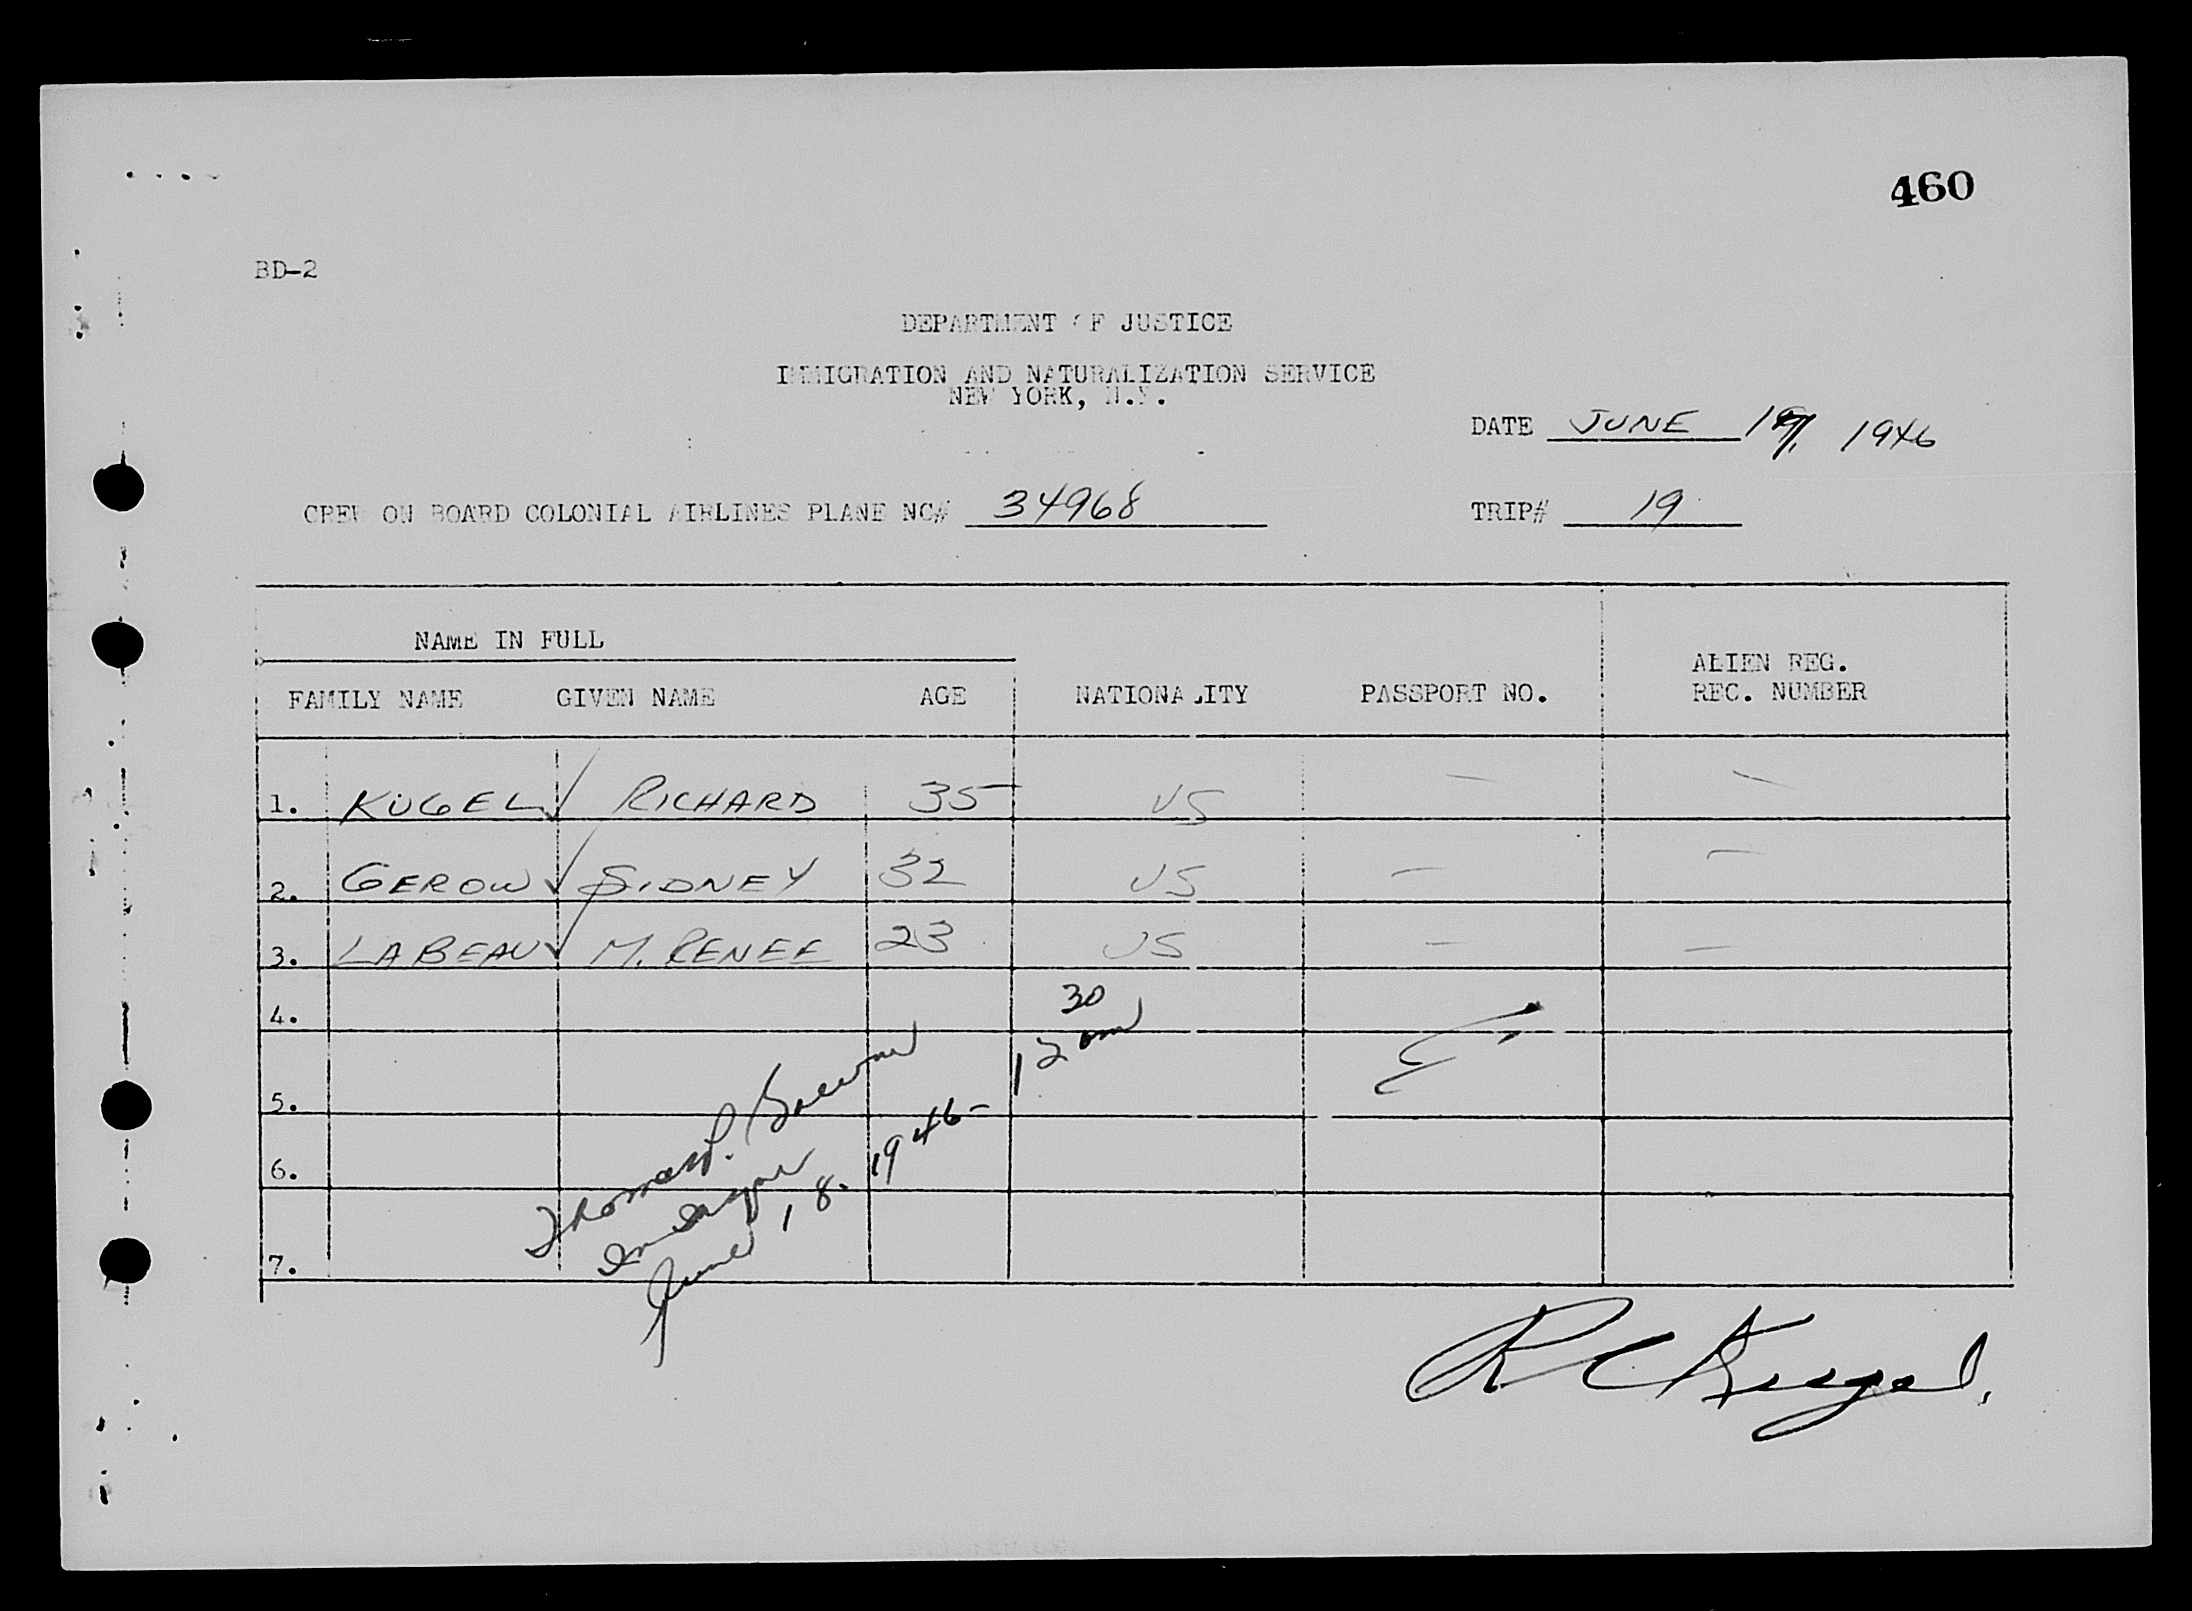 460
BD-2
DEPARTMENT OF JUSTICE
IMMIGRATION AND NATURALIZATION SERVICE
NEW YORK, N.Y.
DATE JUNE 1946
CREW ON BOARD COLONIAL AIRLINES PLANE NC# 34968 TRIP# 19
NAME IN FULL
FAMILY NAME GIVEN NAME AGE NATIONALITY PASSPORT NO. ALIEN REG. REC. NUMBER
1. KUGEL ✓ RICHARD 35 US — —
2. GEROW ✓ SIDNEY 32 US — —
3. LABEAU ✓ M. RENEE 23 US — —
4.
5.
6.
7.
Thomas P.
June 18. 1946- 12 30
R C Kugel.